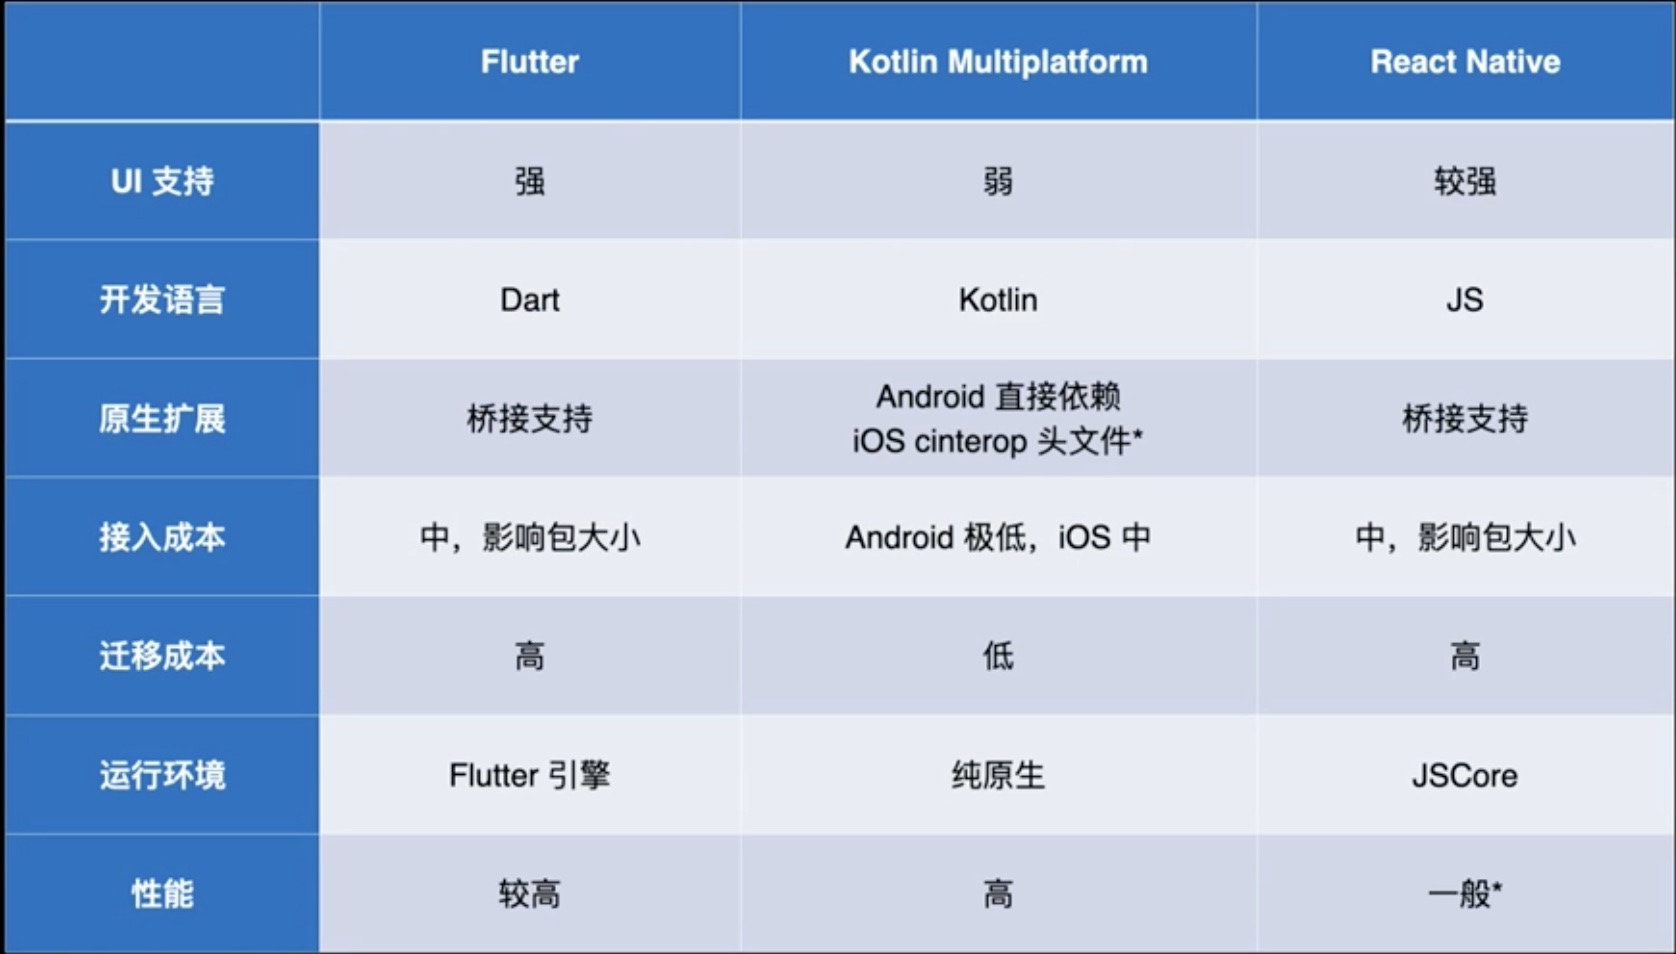 Flutter
Kotlin Multiplatform
React Native
UI 支持
强
弱
较强
开发语言
Dart
Kotlin
JS
原生扩展
桥接支持
Android 直接依赖
iOS cinterop 头文件*
桥接支持
接入成本
中，影响包大小
Android 极低，iOS 中
中，影响包大小
迁移成本
高
低
高
运行环境
Flutter 引擎
纯原生
JSCore
性能
较高
高
一般*